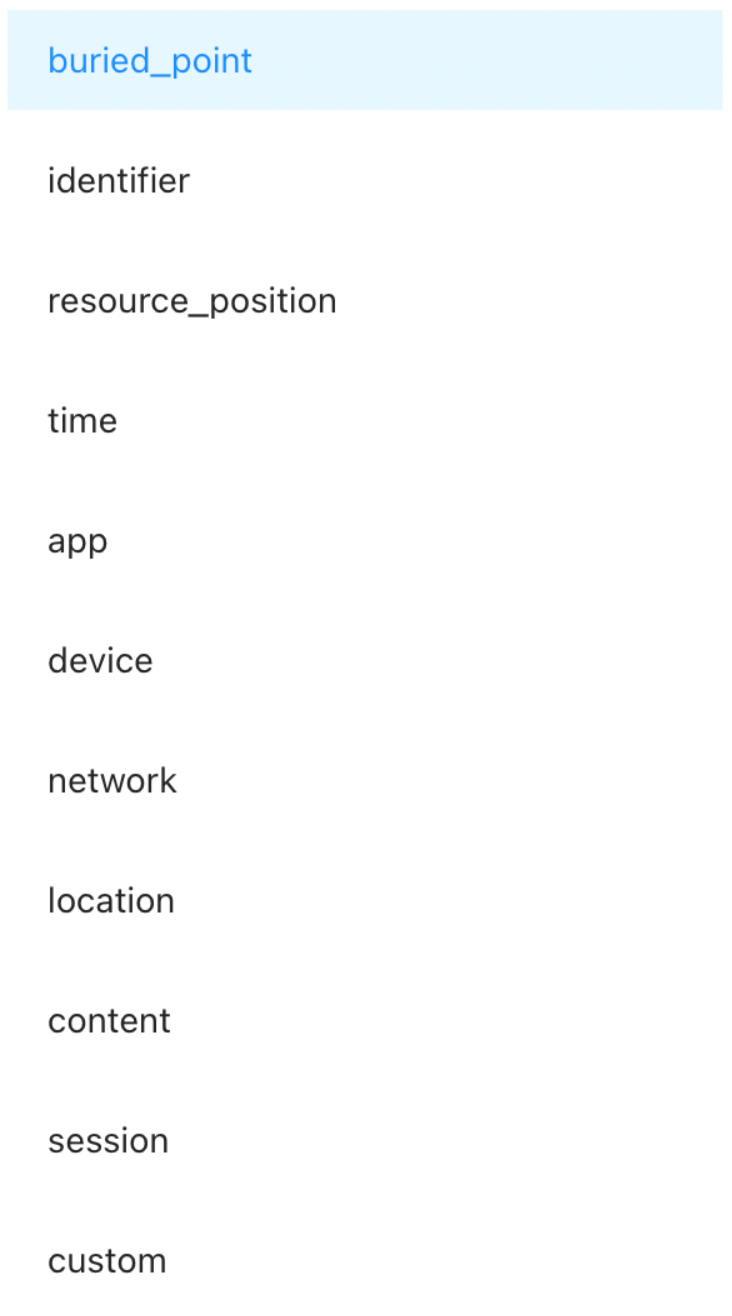 buried_point
identifier
resource_position
time
app
device
network
location
content
session
custom